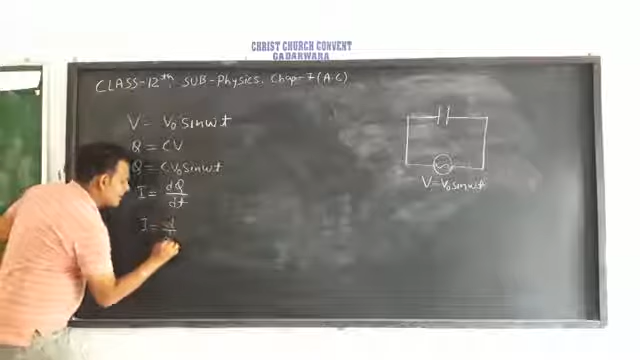 CHRIST CHURCH CONVENT
GADARWARA
CLASS-12th, SUB-Physics. Chap-7(A.C)
V = V₀ sinωt
Q = CV
Q = CV₀ sinωt
I = dQ/dt
I = d
V=V₀ sinωt